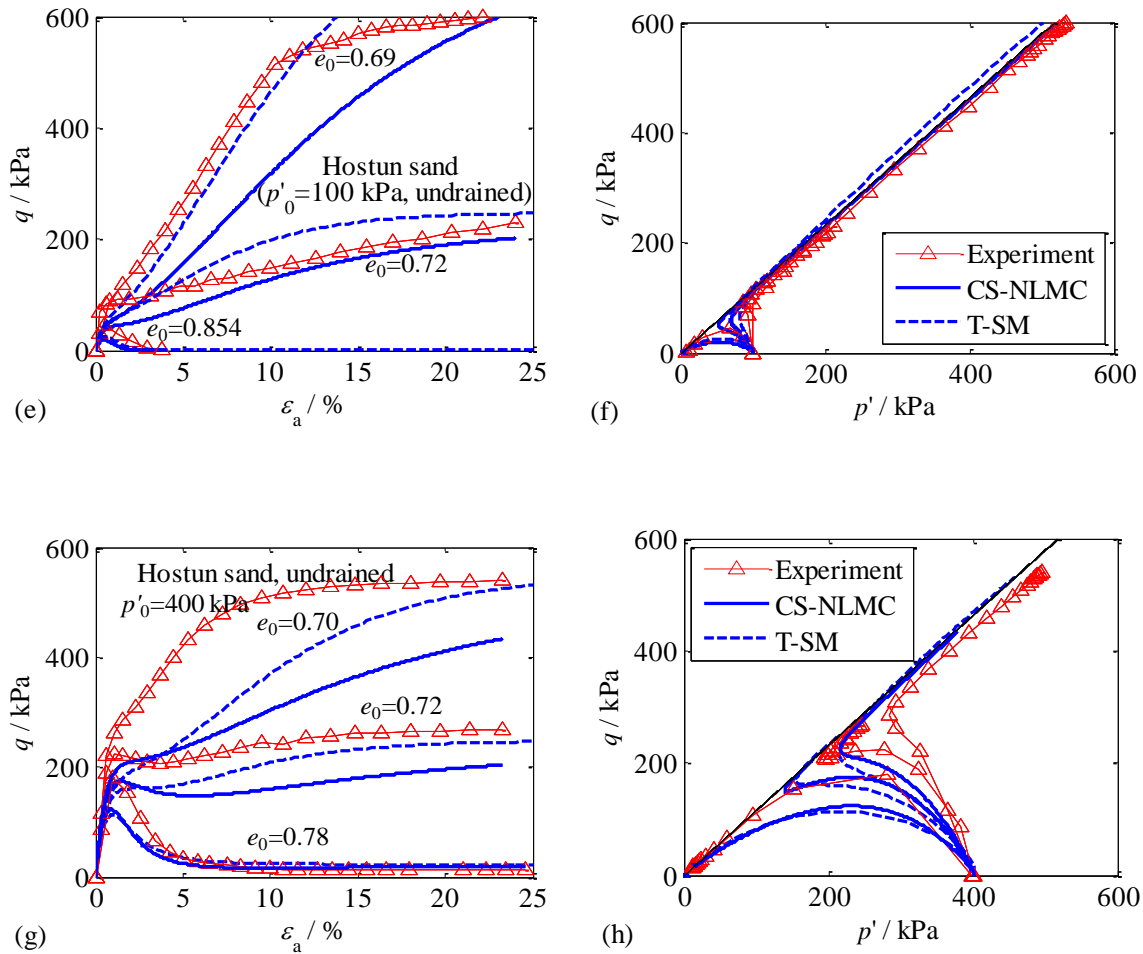 600
400
200
0
q / kPa
e0=0.69
Hostun sand
(p'0=100 kPa, undrained)
e0=0.72
e0=0.854
0 5 10 15 20 25
εa / %
(e)
600
400
200
0
q / kPa
Experiment
CS-NLMC
T-SM
0 200 400 600
p' / kPa
(f)
600
400
200
0
q / kPa
Hostun sand, undrained
p'0=400 kPa
e0=0.70
e0=0.72
e0=0.78
0 5 10 15 20 25
εa / %
(g)
600
400
200
0
q / kPa
Experiment
CS-NLMC
T-SM
0 200 400 600
p' / kPa
(h)